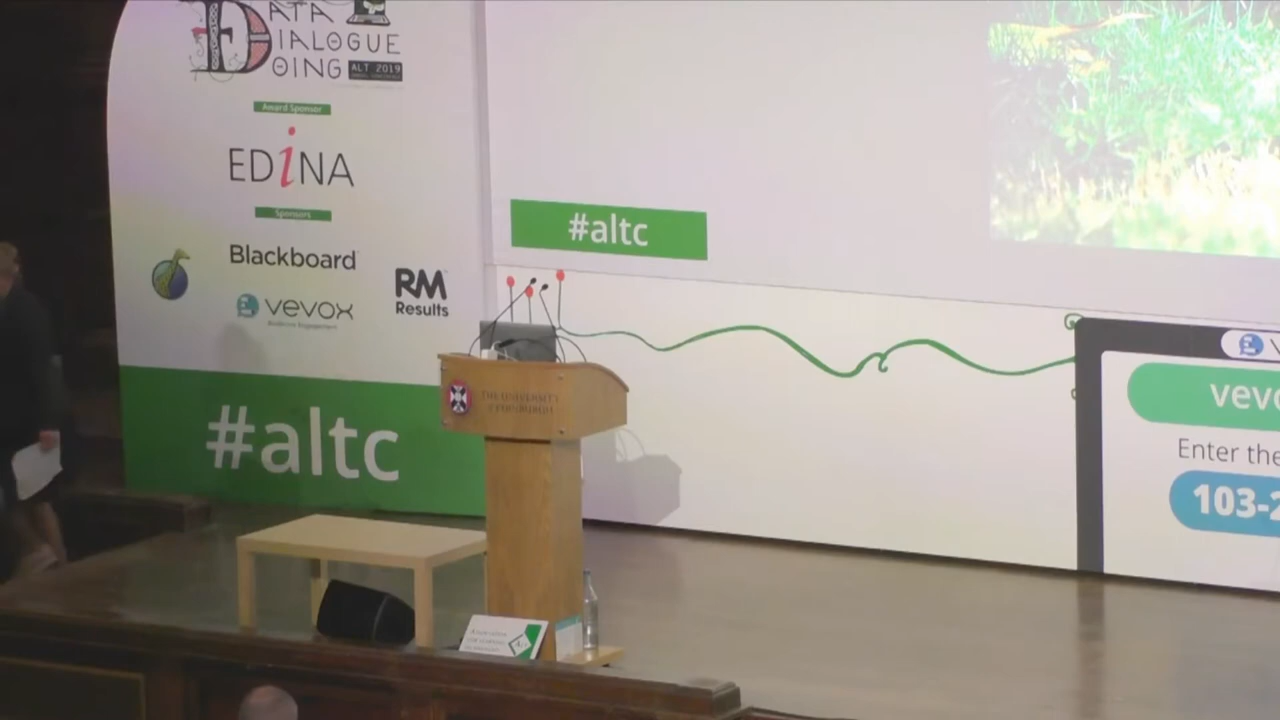 DATA
DIALOGUE
DOING
ALT 2019
Award Sponsor
EDiNA
Sponsors
Blackboard
vevox
RM
Results
#altc
#altc
THE UNIVERSITY
of EDINBURGH
Enter the
103-2